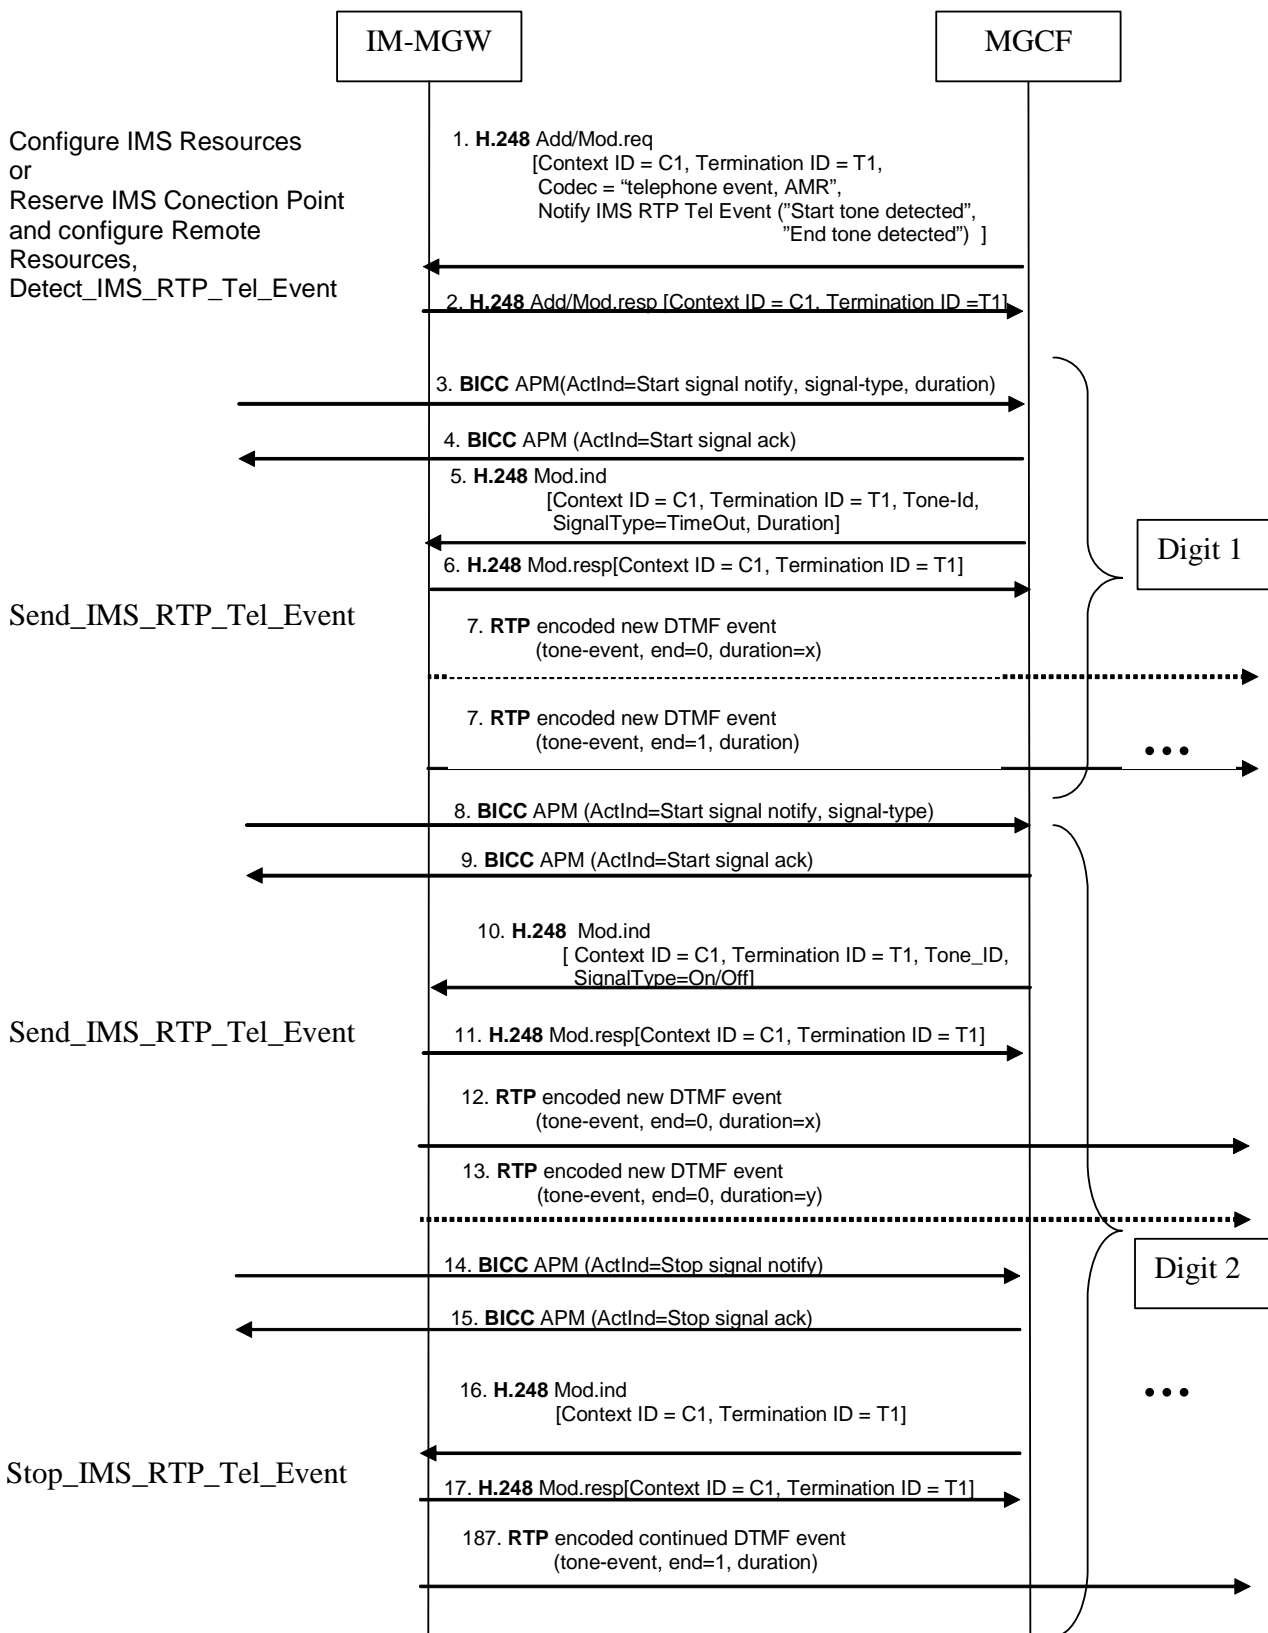 IM-MGW
MGCF
Configure IMS Resources
or
Reserve IMS Conection Point
and configure Remote
Resources,
Detect_IMS_RTP_Tel_Event
1. H.248 Add/Mod.req
[Context ID = C1, Termination ID = T1,
Codec = “telephone event, AMR”,
Notify IMS RTP Tel Event (”Start tone detected”,
”End tone detected”) ]
2. H.248 Add/Mod.resp [Context ID = C1, Termination ID =T1]
3. BICC APM(ActInd=Start signal notify, signal-type, duration)
4. BICC APM (ActInd=Start signal ack)
5. H.248 Mod.ind
[Context ID = C1, Termination ID = T1, Tone-Id,
SignalType=TimeOut, Duration]
Digit 1
6. H.248 Mod.resp[Context ID = C1, Termination ID = T1]
Send_IMS_RTP_Tel_Event
7. RTP encoded new DTMF event
(tone-event, end=0, duration=x)
7. RTP encoded new DTMF event
(tone-event, end=1, duration)
...
8. BICC APM (ActInd=Start signal notify, signal-type)
9. BICC APM (ActInd=Start signal ack)
10. H.248 Mod.ind
[ Context ID = C1, Termination ID = T1, Tone_ID,
SignalType=On/Off]
Send_IMS_RTP_Tel_Event
11. H.248 Mod.resp[Context ID = C1, Termination ID = T1]
12. RTP encoded new DTMF event
(tone-event, end=0, duration=x)
13. RTP encoded new DTMF event
(tone-event, end=0, duration=y)
14. BICC APM (ActInd=Stop signal notify)
Digit 2
15. BICC APM (ActInd=Stop signal ack)
16. H.248 Mod.ind
[Context ID = C1, Termination ID = T1]
...
Stop_IMS_RTP_Tel_Event
17. H.248 Mod.resp[Context ID = C1, Termination ID = T1]
187. RTP encoded continued DTMF event
(tone-event, end=1, duration)